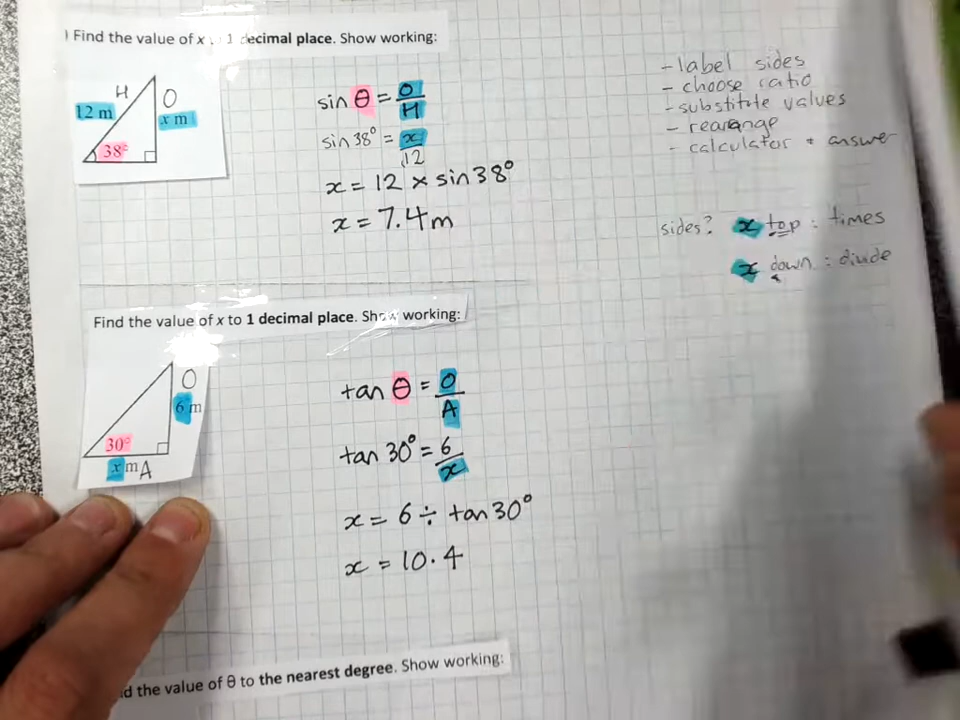 ) Find the value of x to 1 decimal place. Show working:
H
O
12 m
x m
38°
sin θ = O/H
sin 38° = x/12
x = 12 × sin 38°
x = 7.4m
- label sides
- choose ratio
- substitute values
- rearrange
- calculator + answer
sides? x top : times
x down : divide
Find the value of x to 1 decimal place. Show working:
O
6 m
30°
x m A
tan θ = O/A
tan 30° = 6/x
x = 6 ÷ tan 30°
x = 10.4
d the value of θ to the nearest degree. Show working: